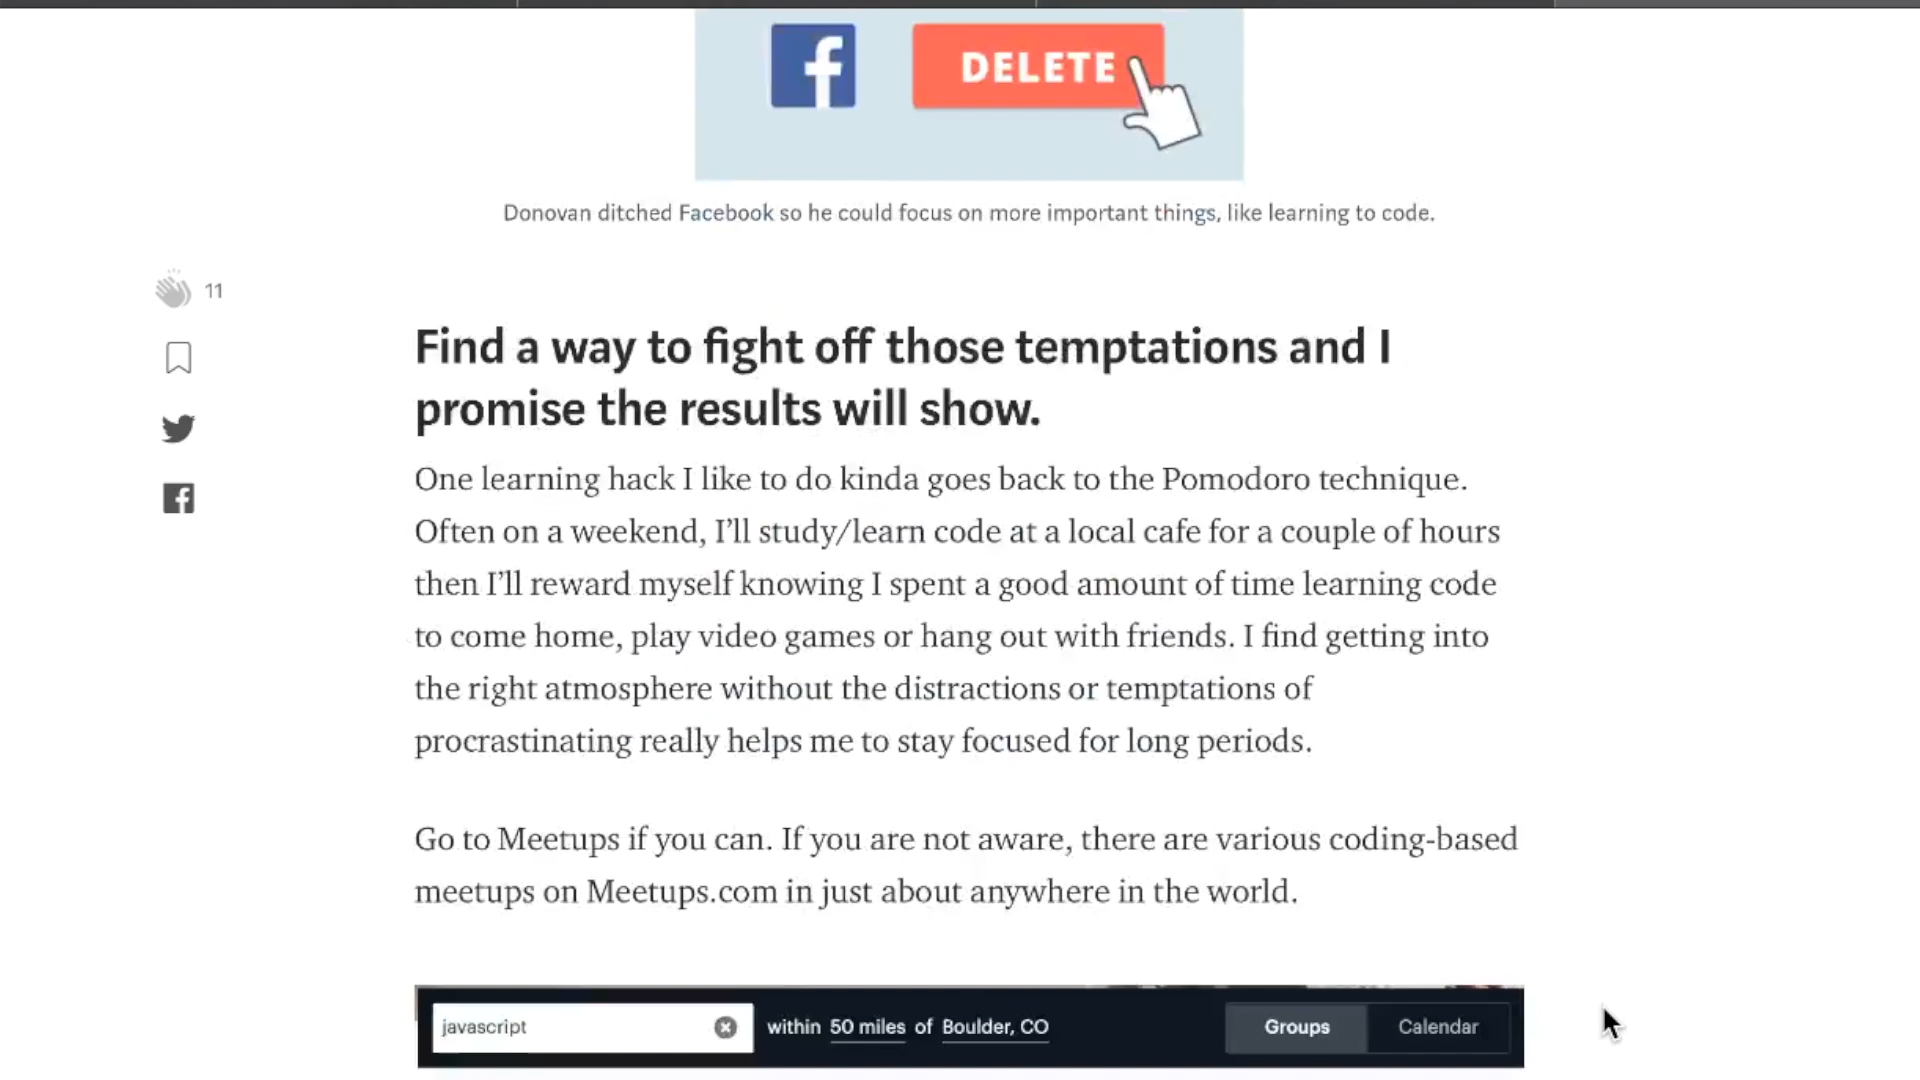 DELETE
Donovan ditched Facebook so he could focus on more important things, like learning to code.
11
Find a way to fight off those temptations and I
promise the results will show.
One learning hack I like to do kinda goes back to the Pomodoro technique.
Often on a weekend, I’ll study/learn code at a local cafe for a couple of hours
then I’ll reward myself knowing I spent a good amount of time learning code
to come home, play video games or hang out with friends. I find getting into
the right atmosphere without the distractions or temptations of
procrastinating really helps me to stay focused for long periods.
Go to Meetups if you can. If you are not aware, there are various coding-based
meetups on Meetups.com in just about anywhere in the world.
javascript within 50 miles of Boulder, CO Groups Calendar